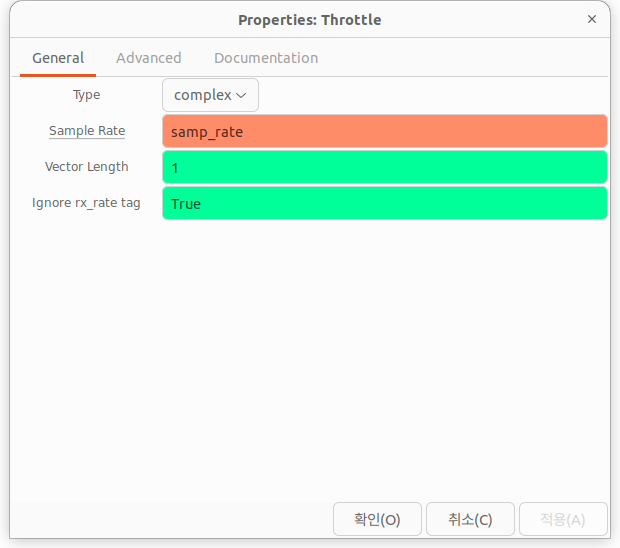 Properties: Throttle
×
General Advanced Documentation
Type complex
Sample Rate samp_rate
Vector Length 1
Ignore rx_rate tag True
확인(O) 취소(C) 적용(A)